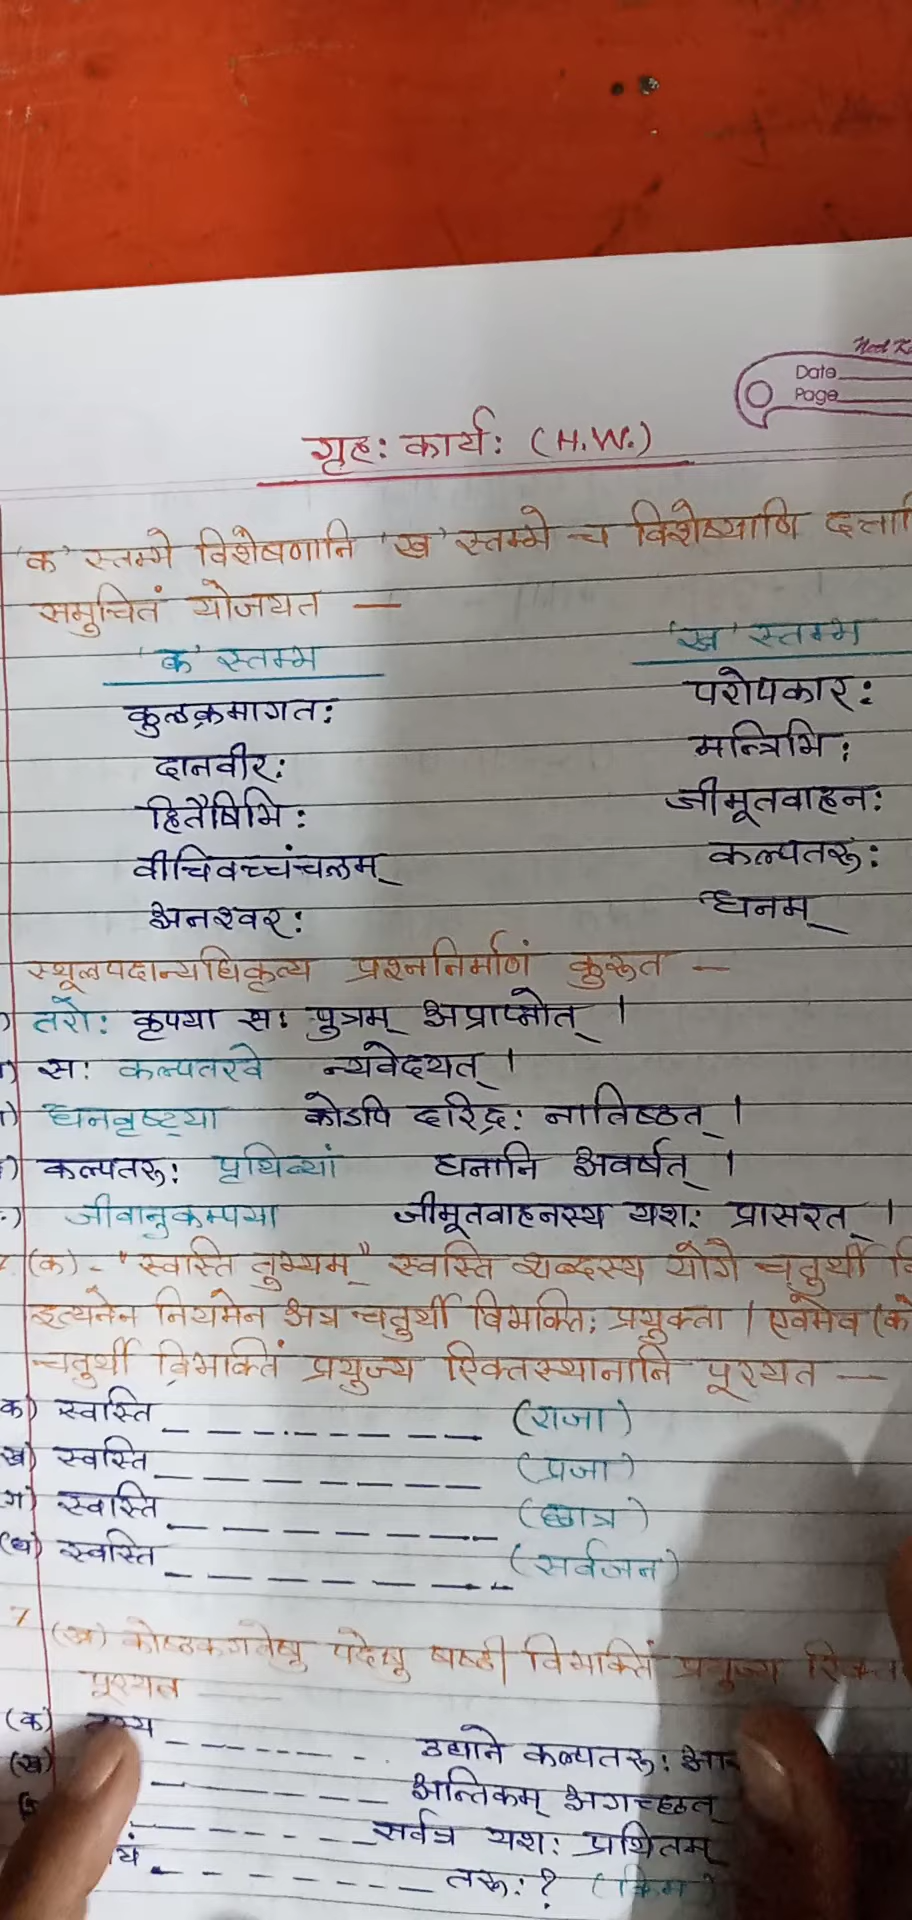 Date
Page
गृह: कार्य: (H.W.)
'क' स्तम्भे विशेषणानि 'ख' स्तम्भे च विशेष्याणि
समुचितं योजयत —
'क' स्तम्भ 'ख' स्तम्भ
कुलक्रमागत: परोपकार:
दानवीर: मन्त्रिभि:
हितैषिभि: जीमूतवाहन:
वीचिवच्चंचलम् कल्पतरू:
अनश्वर: धनम्
स्थूलपदान्यधिकृत्य प्रश्ननिर्माणं कुरूत —
तरो: कृपया स: पुत्रम् अप्राप्नोत् ।
स: कल्पतरवे न्यवेदयत् ।
धनवृष्ट्या कोडपि दरिद्र: नातिष्ठत् ।
कल्पतरू: पृथिव्यां धनानि अवर्षत् ।
जीवानुकम्पया जीमूतवाहनस्य यश: प्रासरत् ।
(क) - "स्वस्ति तुभ्यम्" स्वस्ति शब्दस्य योगे चतुर्थी
इत्यनेन नियमेन अत्र चतुर्थी विभक्ति: प्रयुक्ता । एवमेव
चतुर्थी विभक्तिं प्रयुज्य रिक्तस्थानानि पूरयत —
क) स्वस्ति _ _ _ _ _ _ _ _ (राजा)
ख) स्वस्ति _ _ _ _ _ _ _ _ (प्रजा)
ग) स्वस्ति _ _ _ _ _ _ _ _ (छात्र)
(घ) स्वस्ति _ _ _ _ _ _ _ _ (सर्वजन)
7 (ख) कोष्ठकगतेषु पदेषु षष्ठी विभक्तिं प्रयुज्य
पूरयत —
(क) तस्य _ _ _ _ _ _ उद्याने कल्पतरू:
(ख) _ _ _ _ _ _ अन्तिकम् अगच्छत्
_ _ _ _ _ _ सर्वत्र यश: प्रथितम्
_ _ _ _ _ _ _ तरू: ? (किम्)